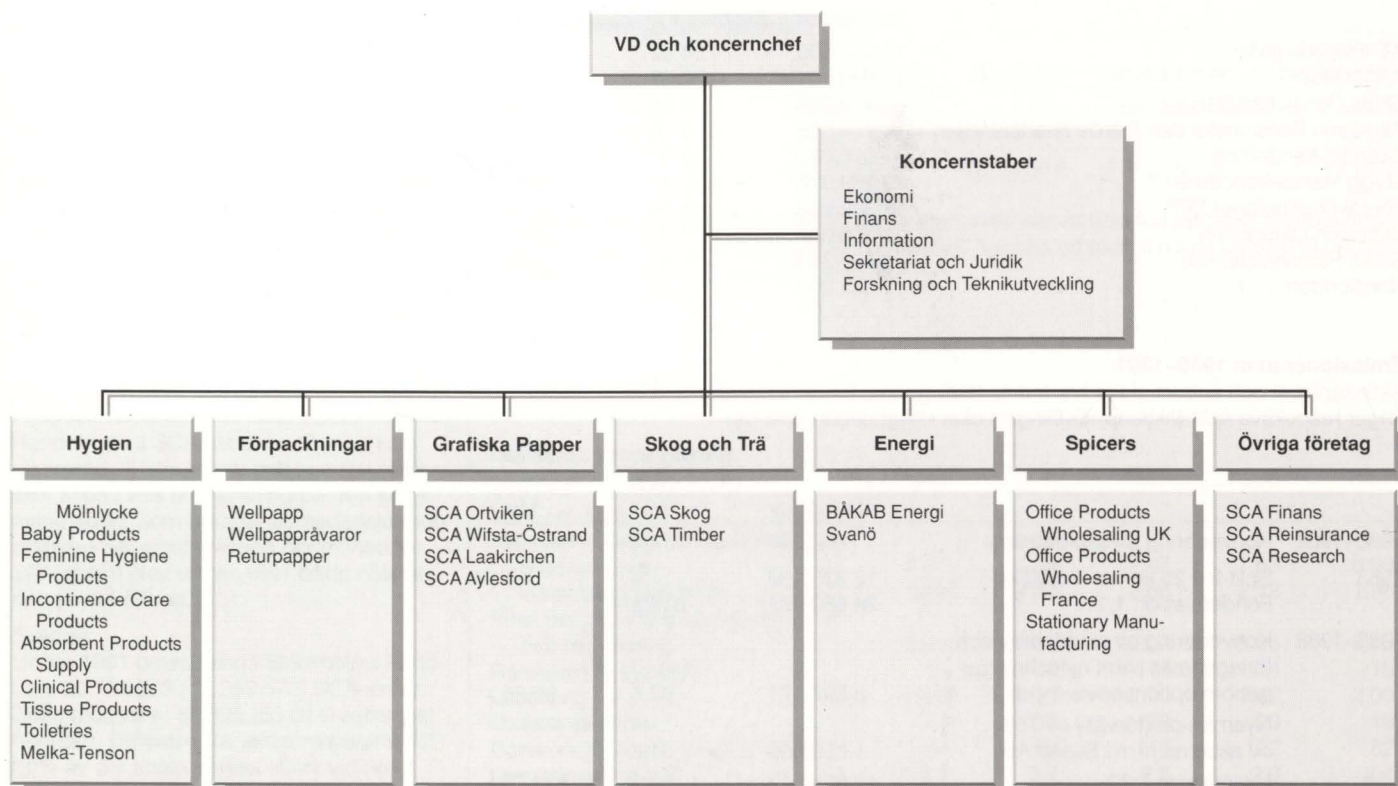 VD och koncernchef
Koncernstaber
Ekonomi
Finans
Information
Sekretariat och Juridik
Forskning och Teknikutveckling
Hygien
Mölnlycke
Baby Products
Feminine Hygiene
Products
Incontinence Care
Products
Absorbent Products
Supply
Clinical Products
Tissue Products
Toiletries
Melka-Tenson
Förpackningar
Wellpapp
Wellpappråvaror
Returpapper
Grafiska Papper
SCA Ortviken
SCA Wifsta-Östrand
SCA Laakirchen
SCA Aylesford
Skog och Trä
SCA Skog
SCA Timber
Energi
BÅKAB Energi
Svanö
Spicers
Office Products
Wholesaling UK
Office Products
Wholesaling
France
Stationary Manu-
facturing
Övriga företag
SCA Finans
SCA Reinsurance
SCA Research